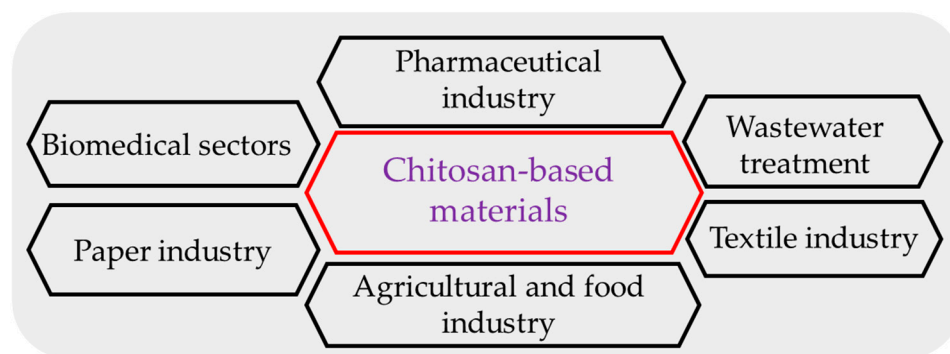 Pharmaceutical
industry
Biomedical sectors
Wastewater
treatment
Chitosan-based
materials
Paper industry
Textile industry
Agricultural and food
industry